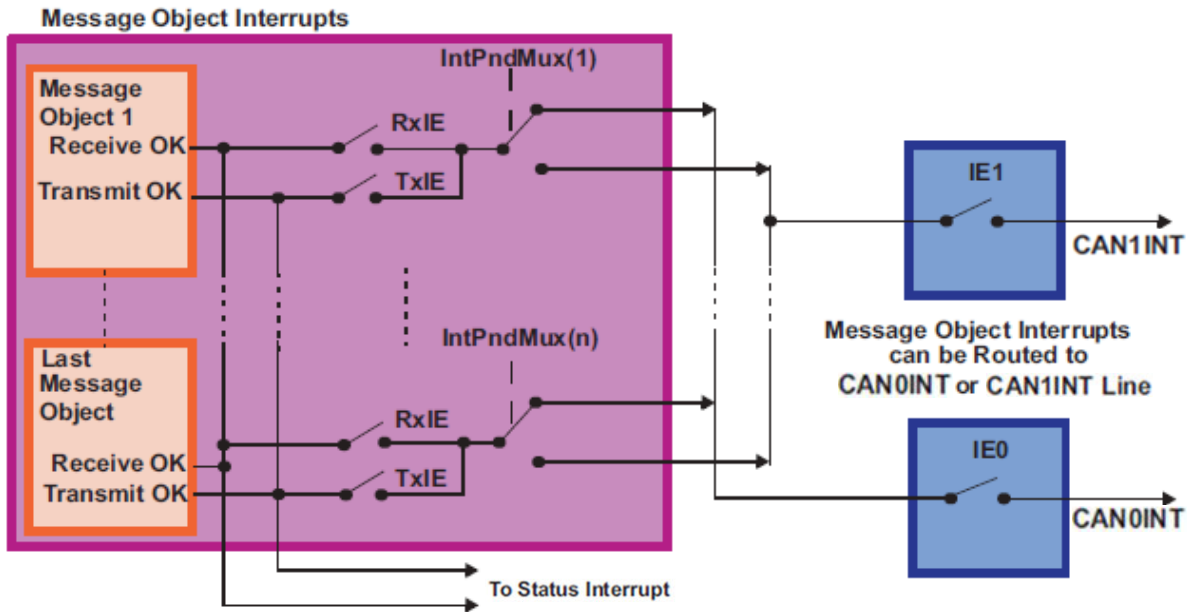 Message Object Interrupts
IntPndMux(1)
Message
Object 1
Receive OK
RxIE
Transmit OK
TxIE
IE1
CAN1INT
Message Object Interrupts
can be Routed to
CAN0INT or CAN1INT Line
IntPndMux(n)
Last
Message
Object
RxIE
Receive OK
TxIE
Transmit OK
IE0
CAN0INT
To Status Interrupt